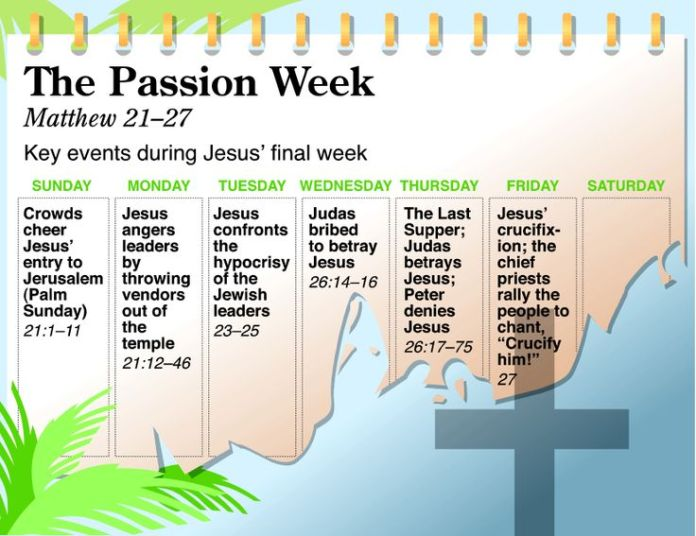 The Passion Week
Matthew 21–27
Key events during Jesus’ final week
SUNDAY
Crowds
cheer
Jesus’
entry to
Jerusalem
(Palm
Sunday)
21:1–11
MONDAY
Jesus
angers
leaders
by
throwing
vendors
out of
the
temple
21:12–46
TUESDAY
Jesus
confronts
the
hypocrisy
of the
Jewish
leaders
23–25
WEDNESDAY
Judas
bribed
to betray
Jesus
26:14–16
THURSDAY
The Last
Supper;
Judas
betrays
Jesus;
Peter
denies
Jesus
26:17–75
FRIDAY
Jesus’
crucifix-
ion; the
chief
priests
rally the
people to
chant,
“Crucify
him!”
27
SATURDAY